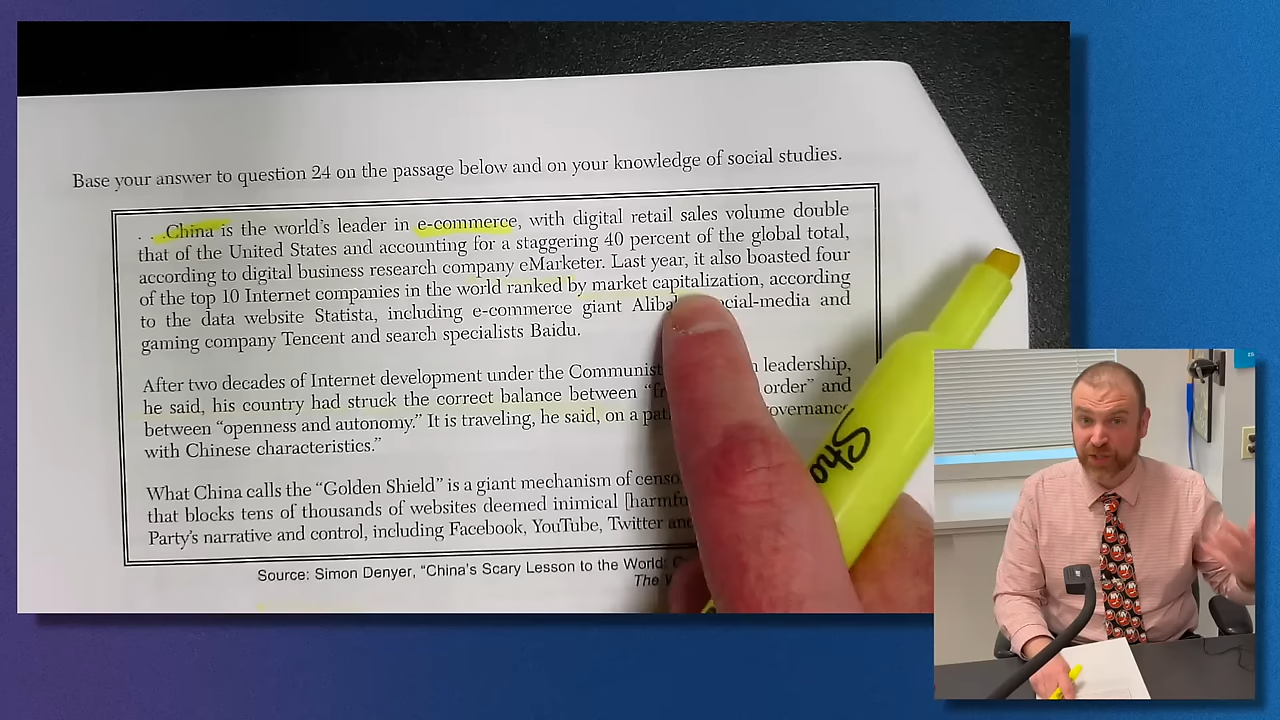 Base your answer to question 24 on the passage below and on your knowledge of social studies.
. . .China is the world's leader in e-commerce, with digital retail sales volume double
that of the United States and accounting for a staggering 40 percent of the global total,
according to digital business research company eMarketer. Last year, it also boasted four
of the top 10 Internet companies in the world ranked by market capitalization, according
to the data website Statista, including e-commerce giant social-media and
gaming company Tencent and search specialists Baidu.
After two decades of Internet development under the Communist leadership,
he said, his country had struck the correct balance between order" and
between "openness and autonomy." It is traveling, he said, on a
with Chinese characteristics."
What China calls the "Golden Shield" is a giant mechanism of
that blocks tens of thousands of websites deemed inimical
Party's narrative and control, including Facebook, YouTube, Twitter
Source: Simon Denyer, "China's Scary Lesson to the World:
The